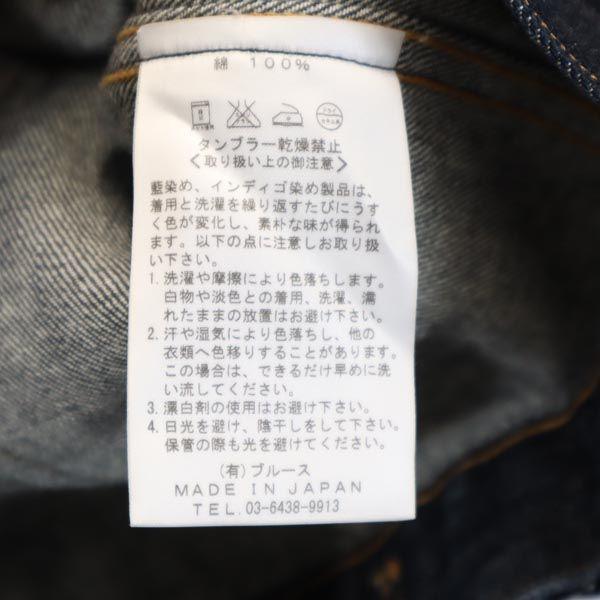 綿 100%
ドライ
セキユ系
タンブラー乾燥禁止
〈取り扱い上の御注意〉
藍染め、インディゴ染め製品は、
着用と洗濯を繰り返すたびにうす
く色が変化し、素朴な味が得られ
ます。以下の点に注意しお取り扱
い下さい。
1. 洗濯や摩擦により色落ちします。
白物や淡色との着用、洗濯、濡
れたままの放置はお避け下さい。
2. 汗や湿気により色落ちし、他の
衣類へ色移りすることがあります。
この場合は、できるだけ早めに洗
い流してください。
3. 漂白剤の使用はお避け下さい。
4. 日光を避け、陰干しをして下さい。
保管の際も光を避けて下さい。
(有) ブルース
MADE IN JAPAN
TEL. 03-6438-9913